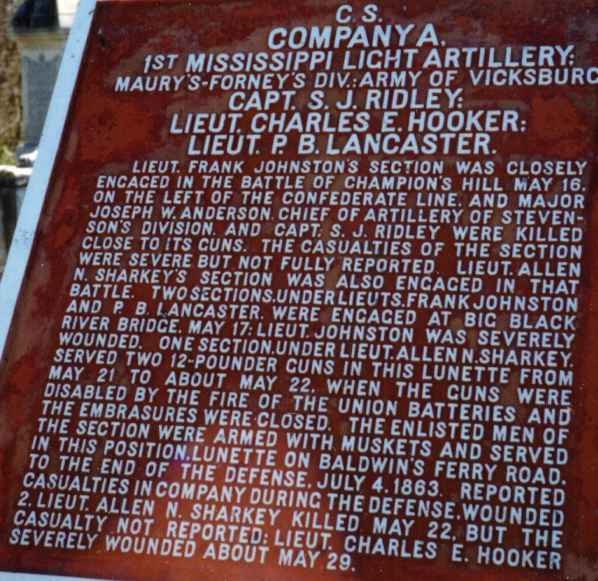 C. S.
COMPANY A,
1ST MISSISSIPPI LIGHT ARTILLERY;
MAURY'S-FORNEY'S DIV.: ARMY OF VICKSBURG
CAPT. S. J. RIDLEY;
LIEUT. CHARLES E. HOOKER;
LIEUT. P. B. LANCASTER.
LIEUT. FRANK JOHNSTON'S SECTION WAS CLOSELY
ENGAGED IN THE BATTLE OF CHAMPION'S HILL MAY 16,
ON THE LEFT OF THE CONFEDERATE LINE, AND MAJOR
JOSEPH W. ANDERSON, CHIEF OF ARTILLERY OF STEVEN-
SON'S DIVISION, AND CAPT. S. J. RIDLEY WERE KILLED
CLOSE TO ITS GUNS. THE CASUALTIES OF THE SECTION
WERE SEVERE BUT NOT FULLY REPORTED. LIEUT. ALLEN
N. SHARKEY'S SECTION WAS ALSO ENGAGED IN THAT
BATTLE. TWO SECTIONS, UNDER LIEUTS. FRANK JOHNSTON
AND P. B. LANCASTER, WERE ENGAGED AT BIG BLACK
RIVER BRIDGE, MAY 17; LIEUT. JOHNSTON WAS SEVERELY
WOUNDED. ONE SECTION, UNDER LIEUT. ALLEN N. SHARKEY,
SERVED TWO 12-POUNDER GUNS IN THIS LUNETTE FROM
MAY 21 TO ABOUT MAY 22, WHEN THE GUNS WERE
DISABLED BY THE FIRE OF THE UNION BATTERIES AND
THE EMBRASURES WERE CLOSED. THE ENLISTED MEN OF
THE SECTION WERE ARMED WITH MUSKETS AND SERVED
IN THIS POSITION, LUNETTE ON BALDWIN'S FERRY ROAD,
TO THE END OF THE DEFENSE, JULY 4, 1863. REPORTED
CASUALTIES IN COMPANY DURING THE DEFENSE, WOUNDED
2, LIEUT. ALLEN N. SHARKEY KILLED MAY 22, BUT THE
CASUALTY NOT REPORTED; LIEUT. CHARLES E. HOOKER
SEVERELY WOUNDED ABOUT MAY 29.